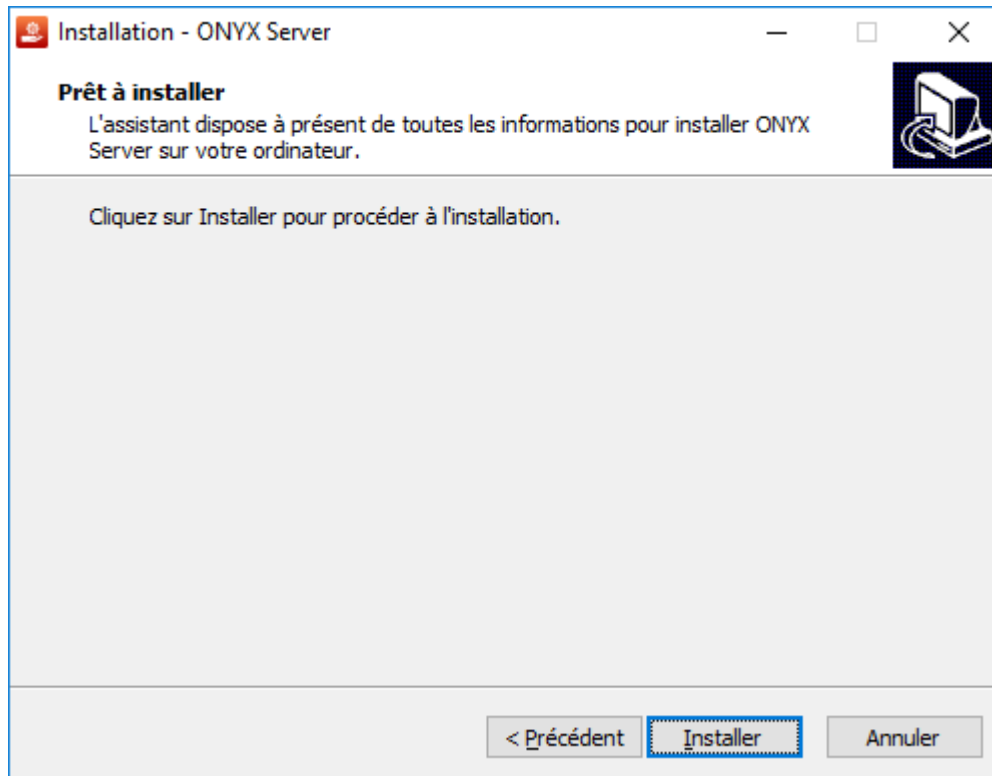 Installation - ONYX Server
Prêt à installer
L'assistant dispose à présent de toutes les informations pour installer ONYX
Server sur votre ordinateur.
Cliquez sur Installer pour procéder à l'installation.
< Précédent Installer Annuler